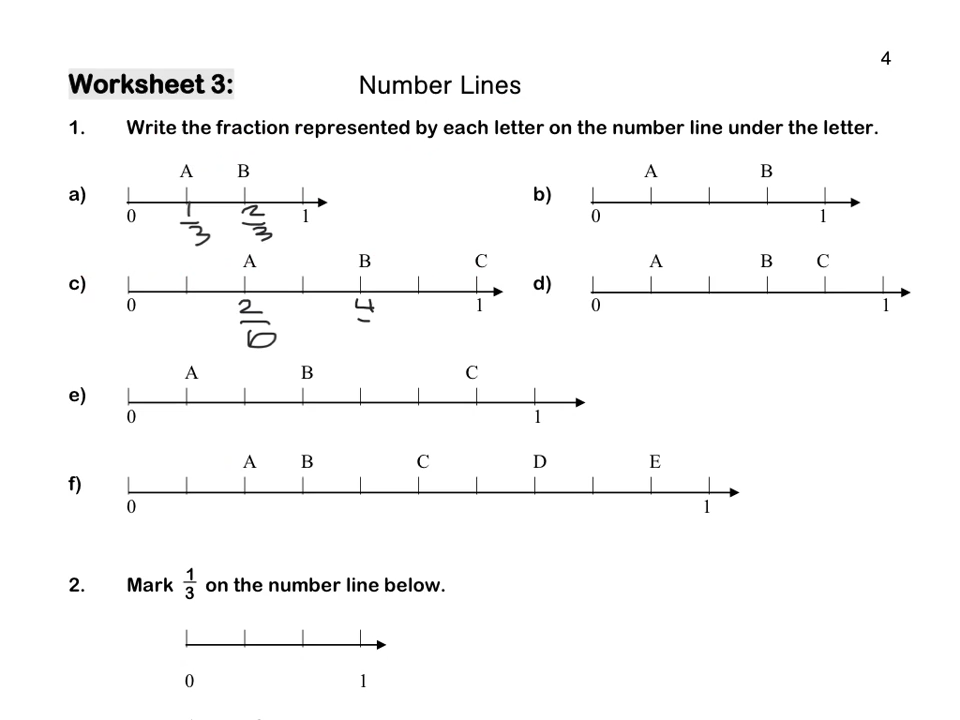 4
Worksheet 3: Number Lines
1. Write the fraction represented by each letter on the number line under the letter.
A B A B
a) b)
0 1/3 2/3 1 0 1
A B C A B C
c) d)
0 2/6 4/ 1 0 1
A B C
e)
0 1
A B C D E
f)
0 1
2. Mark 1/3 on the number line below.
0 1